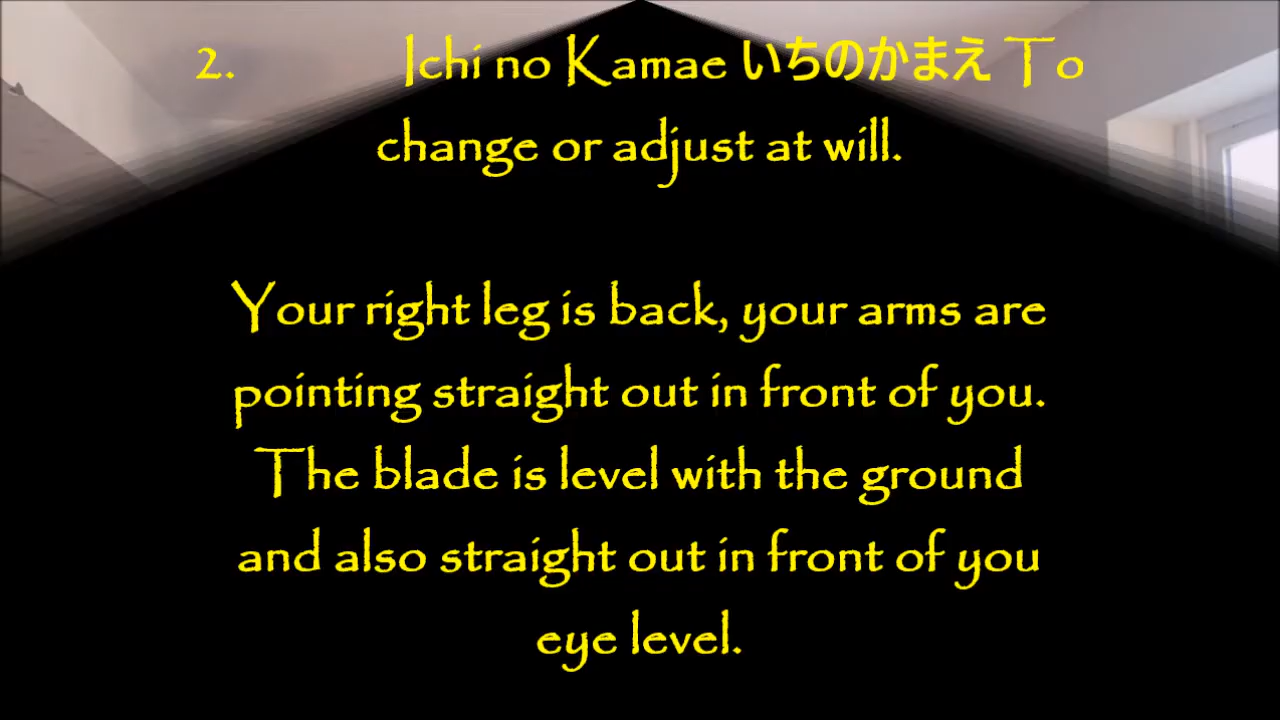 2. Ichi no Kamae いちのかまえ To
change or adjust at will.
Your right leg is back, your arms are
pointing straight out in front of you.
The blade is level with the ground
and also straight out in front of you
eye level.